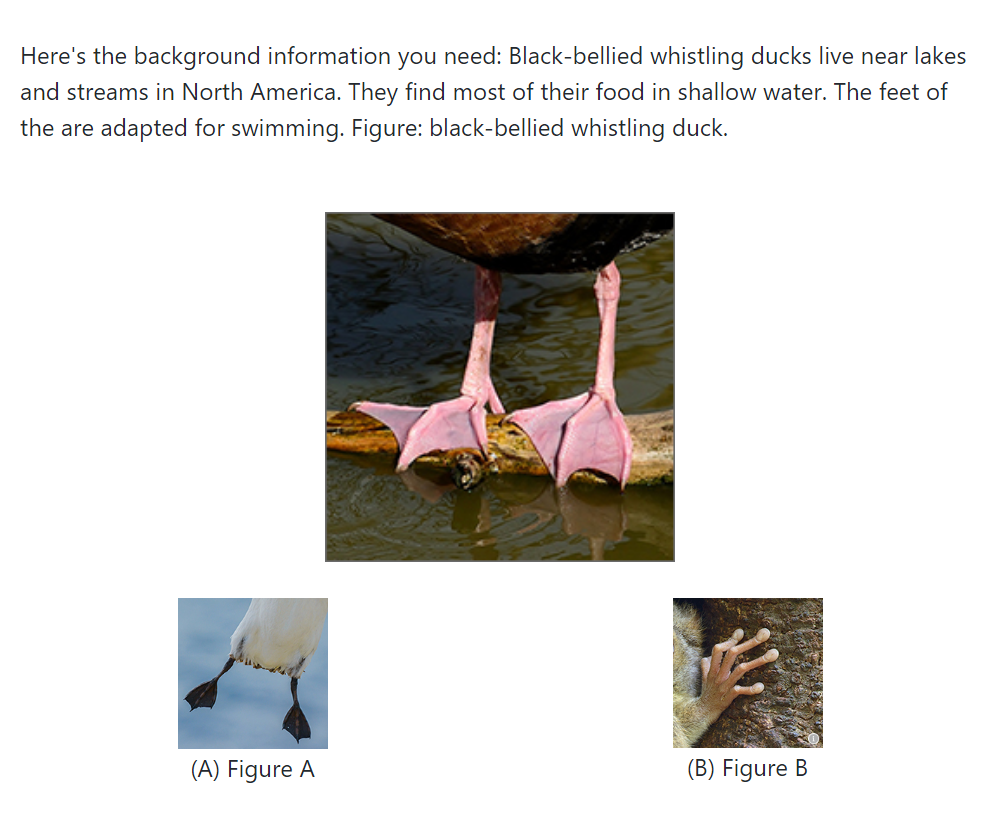 Here's the background information you need: Black-bellied whistling ducks live near lakes
and streams in North America. They find most of their food in shallow water. The feet of
the are adapted for swimming. Figure: black-bellied whistling duck.
(A) Figure A
(B) Figure B